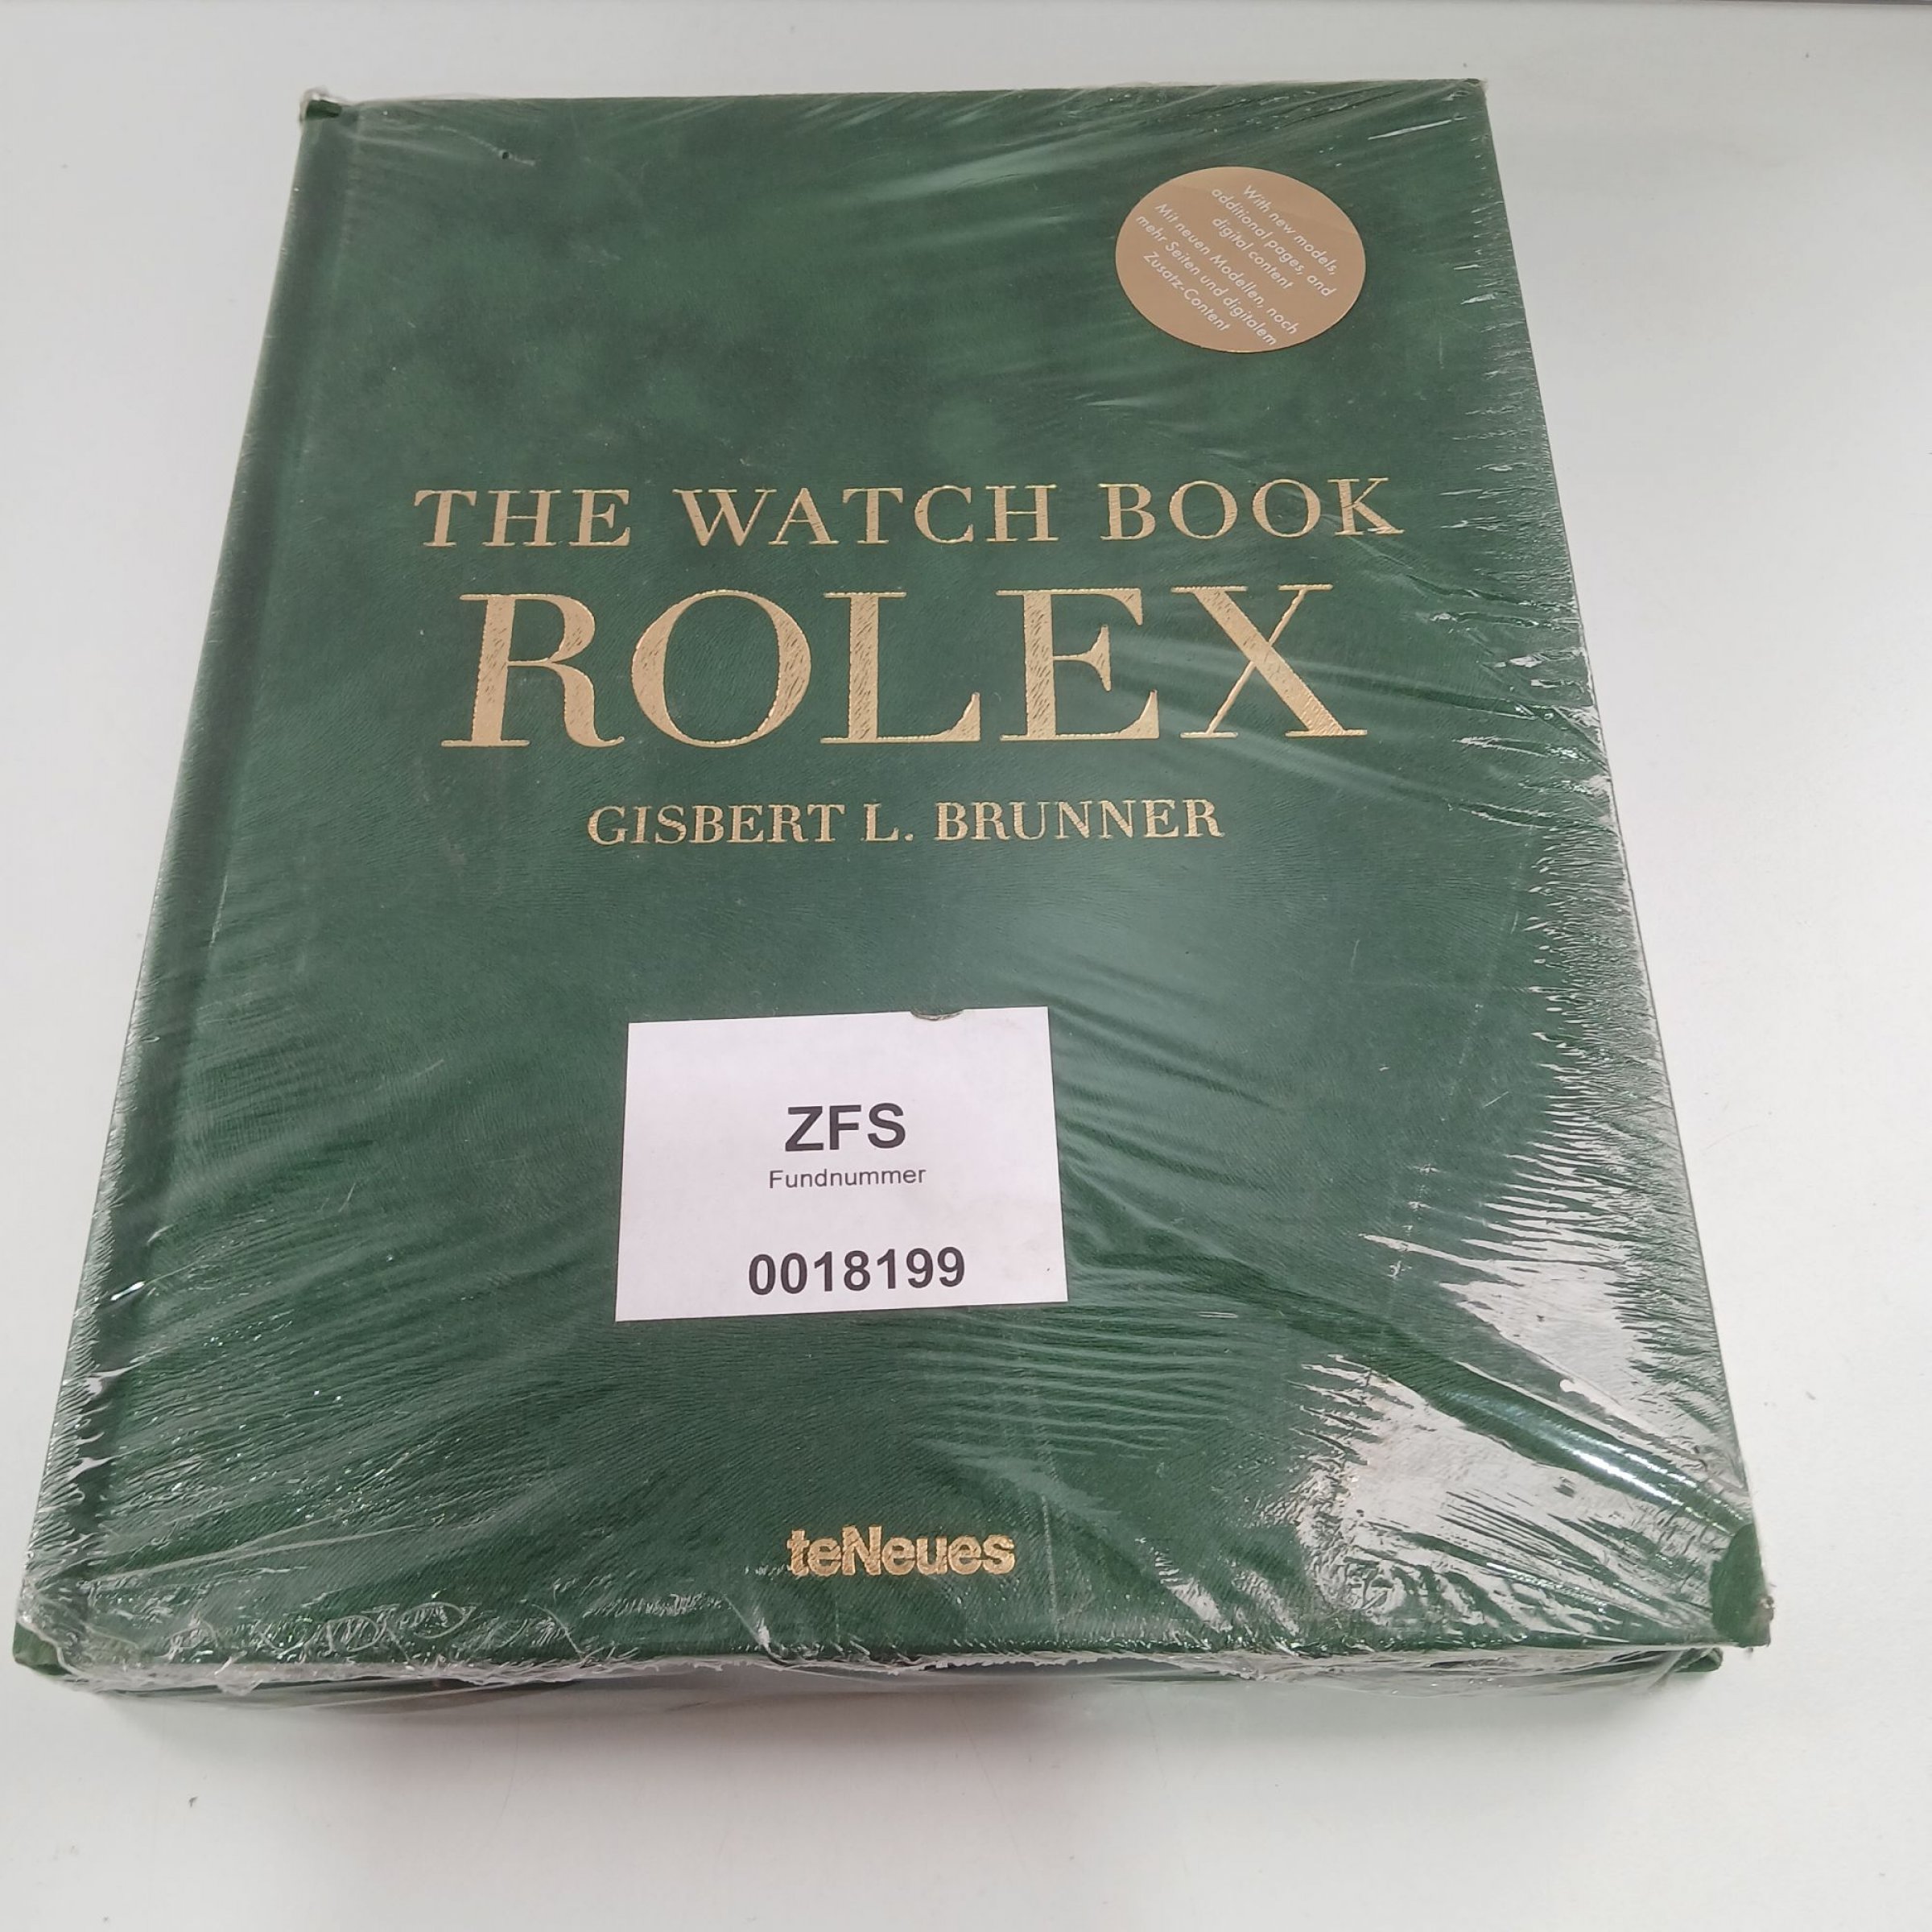 With new models,
additional pages, and
digital content
Mit neuen Modellen, noch
mehr Seiten und digitalem
Zusatz-Content
THE WATCH BOOK
ROLEX
GISBERT L. BRUNNER
ZFS
Fundnummer
0018199
teNeues